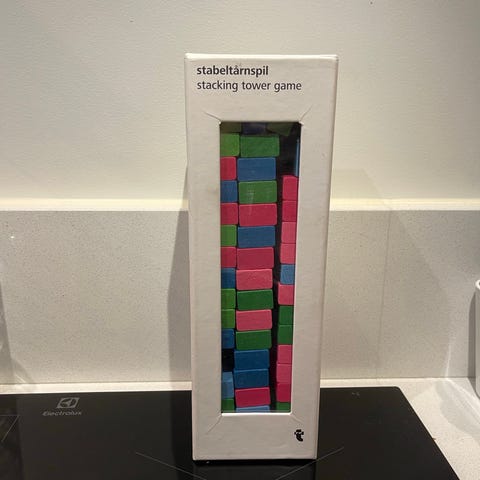 stabeltårnspil
stacking tower game
Electrolux